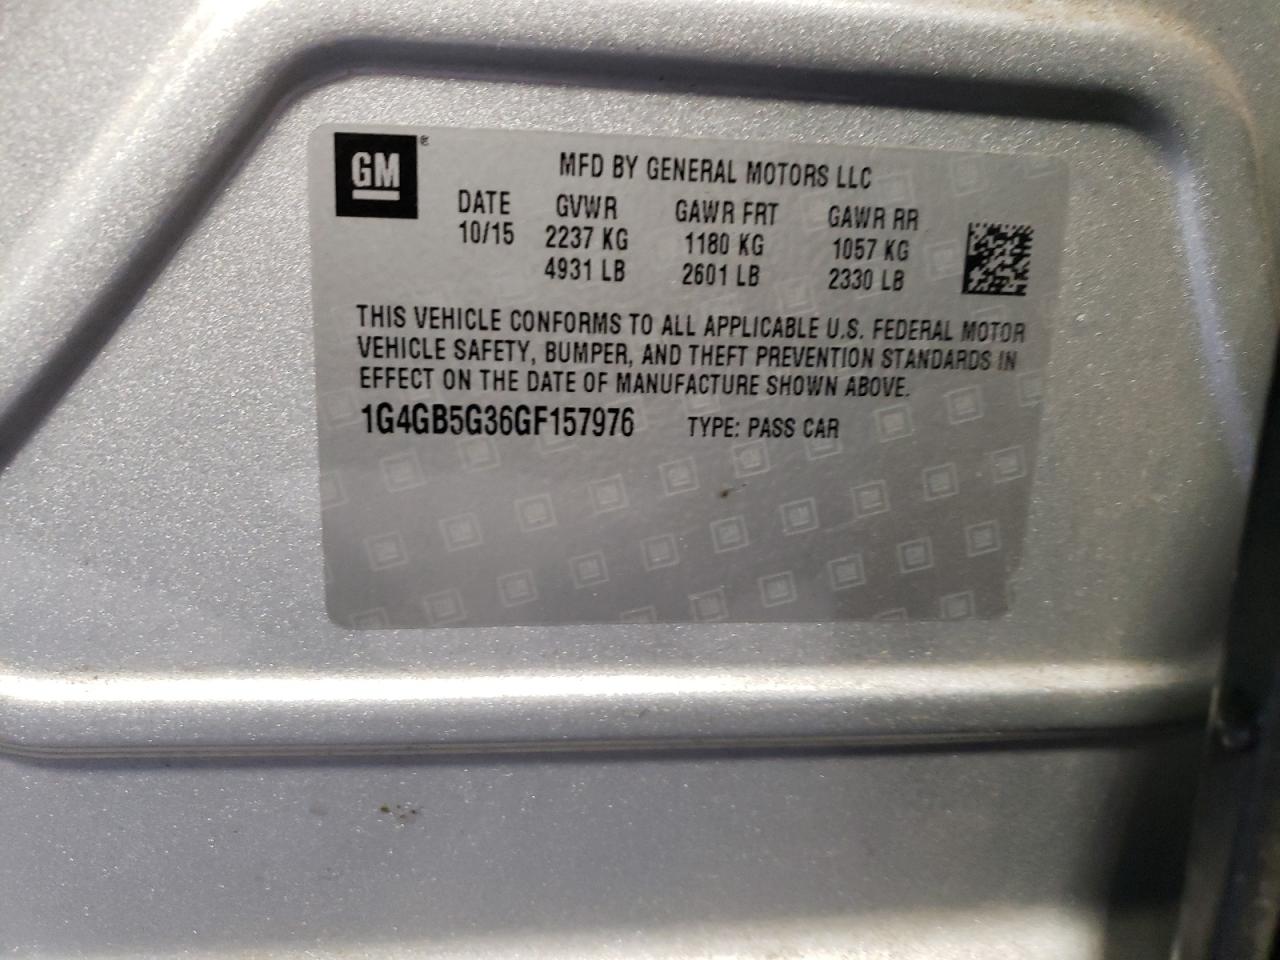 GM®
MFD BY GENERAL MOTORS LLC
DATE GVWR GAWR FRT GAWR RR
10/15 2237 KG 1180 KG 1057 KG
4931 LB 2601 LB 2330 LB
THIS VEHICLE CONFORMS TO ALL APPLICABLE U.S. FEDERAL MOTOR
VEHICLE SAFETY, BUMPER, AND THEFT PREVENTION STANDARDS IN
EFFECT ON THE DATE OF MANUFACTURE SHOWN ABOVE.
1G4GB5G36GF157976 TYPE: PASS CAR